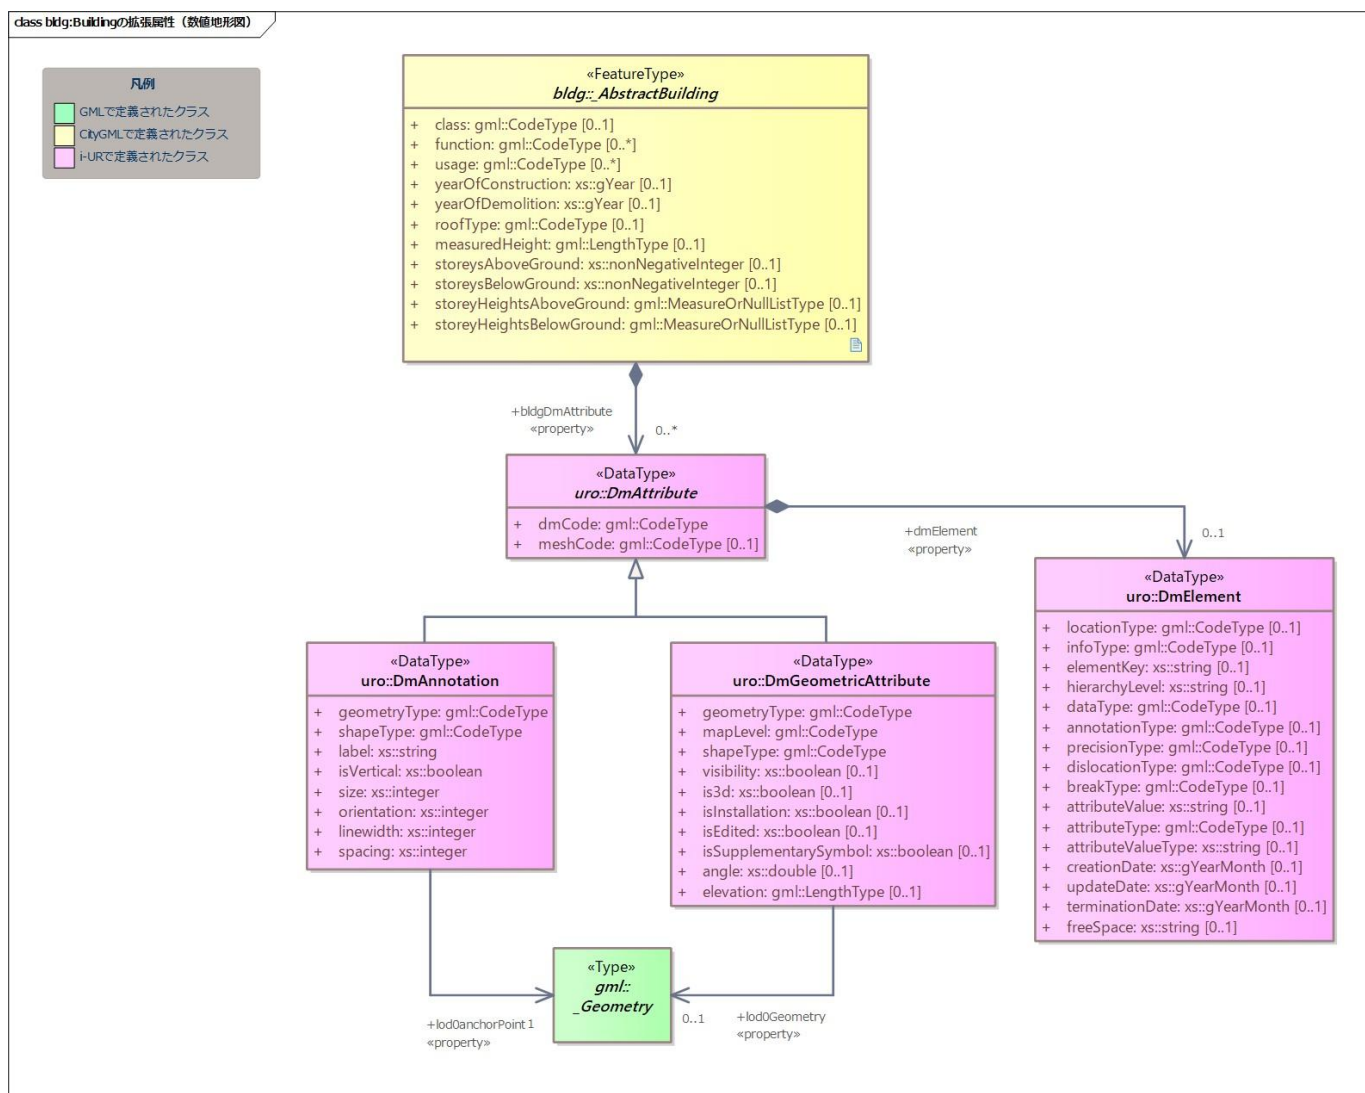 class bldg:Buildingの拡張属性（数値地形図）
凡例
GMLで定義されたクラス
CityGMLで定義されたクラス
i-URで定義されたクラス
«FeatureType»
bldg::_AbstractBuilding
+ class: gml::CodeType [0..1]
+ function: gml::CodeType [0..*]
+ usage: gml::CodeType [0..*]
+ yearOfConstruction: xs::gYear [0..1]
+ yearOfDemolition: xs::gYear [0..1]
+ roofType: gml::CodeType [0..1]
+ measuredHeight: gml::LengthType [0..1]
+ storeysAboveGround: xs::nonNegativeInteger [0..1]
+ storeysBelowGround: xs::nonNegativeInteger [0..1]
+ storeyHeightsAboveGround: gml::MeasureOrNullListType [0..1]
+ storeyHeightsBelowGround: gml::MeasureOrNullListType [0..1]
+bldgDmAttribute
«property»
0..*
«DataType»
uro::DmAttribute
+ dmCode: gml::CodeType
+ meshCode: gml::CodeType [0..1]
+dmElement
«property»
0..1
«DataType»
uro::DmElement
+ locationType: gml::CodeType [0..1]
+ infoType: gml::CodeType [0..1]
+ elementKey: xs::string [0..1]
+ hierarchyLevel: xs::string [0..1]
+ dataType: gml::CodeType [0..1]
+ annotationType: gml::CodeType [0..1]
+ precisionType: gml::CodeType [0..1]
+ dislocationType: gml::CodeType [0..1]
+ breakType: gml::CodeType [0..1]
+ attributeValue: xs::string [0..1]
+ attributeType: gml::CodeType [0..1]
+ attributeValueType: xs::string [0..1]
+ creationDate: xs::gYearMonth [0..1]
+ updateDate: xs::gYearMonth [0..1]
+ terminationDate: xs::gYearMonth [0..1]
+ freeSpace: xs::string [0..1]
«DataType»
uro::DmAnnotation
+ geometryType: gml::CodeType
+ shapeType: gml::CodeType
+ label: xs::string
+ isVertical: xs::boolean
+ size: xs::integer
+ orientation: xs::integer
+ linewidth: xs::integer
+ spacing: xs::integer
«DataType»
uro::DmGeometricAttribute
+ geometryType: gml::CodeType
+ mapLevel: gml::CodeType
+ shapeType: gml::CodeType
+ visibility: xs::boolean [0..1]
+ is3d: xs::boolean [0..1]
+ isInstallation: xs::boolean [0..1]
+ isEdited: xs::boolean [0..1]
+ isSupplementarySymbol: xs::boolean [0..1]
+ angle: xs::double [0..1]
+ elevation: gml::LengthType [0..1]
«Type»
gml::
_Geometry
+lod0anchorPoint 1
«property»
0..1
+lod0Geometry
«property»